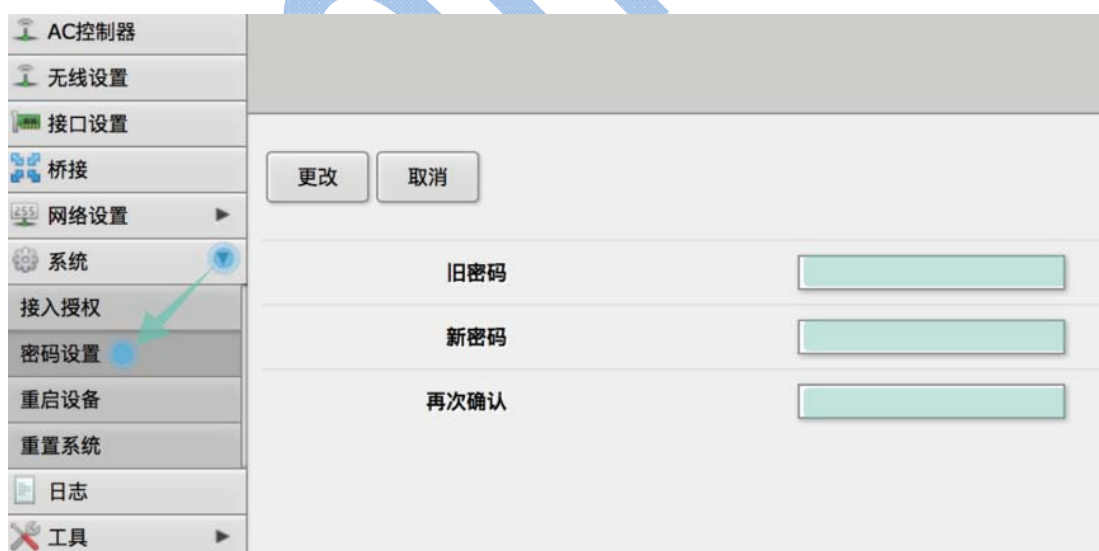 AC控制器
无线设置
接口设置
桥接
网络设置
系统
接入授权
密码设置
重启设备
重置系统
日志
工具
更改
取消
旧密码
新密码
再次确认